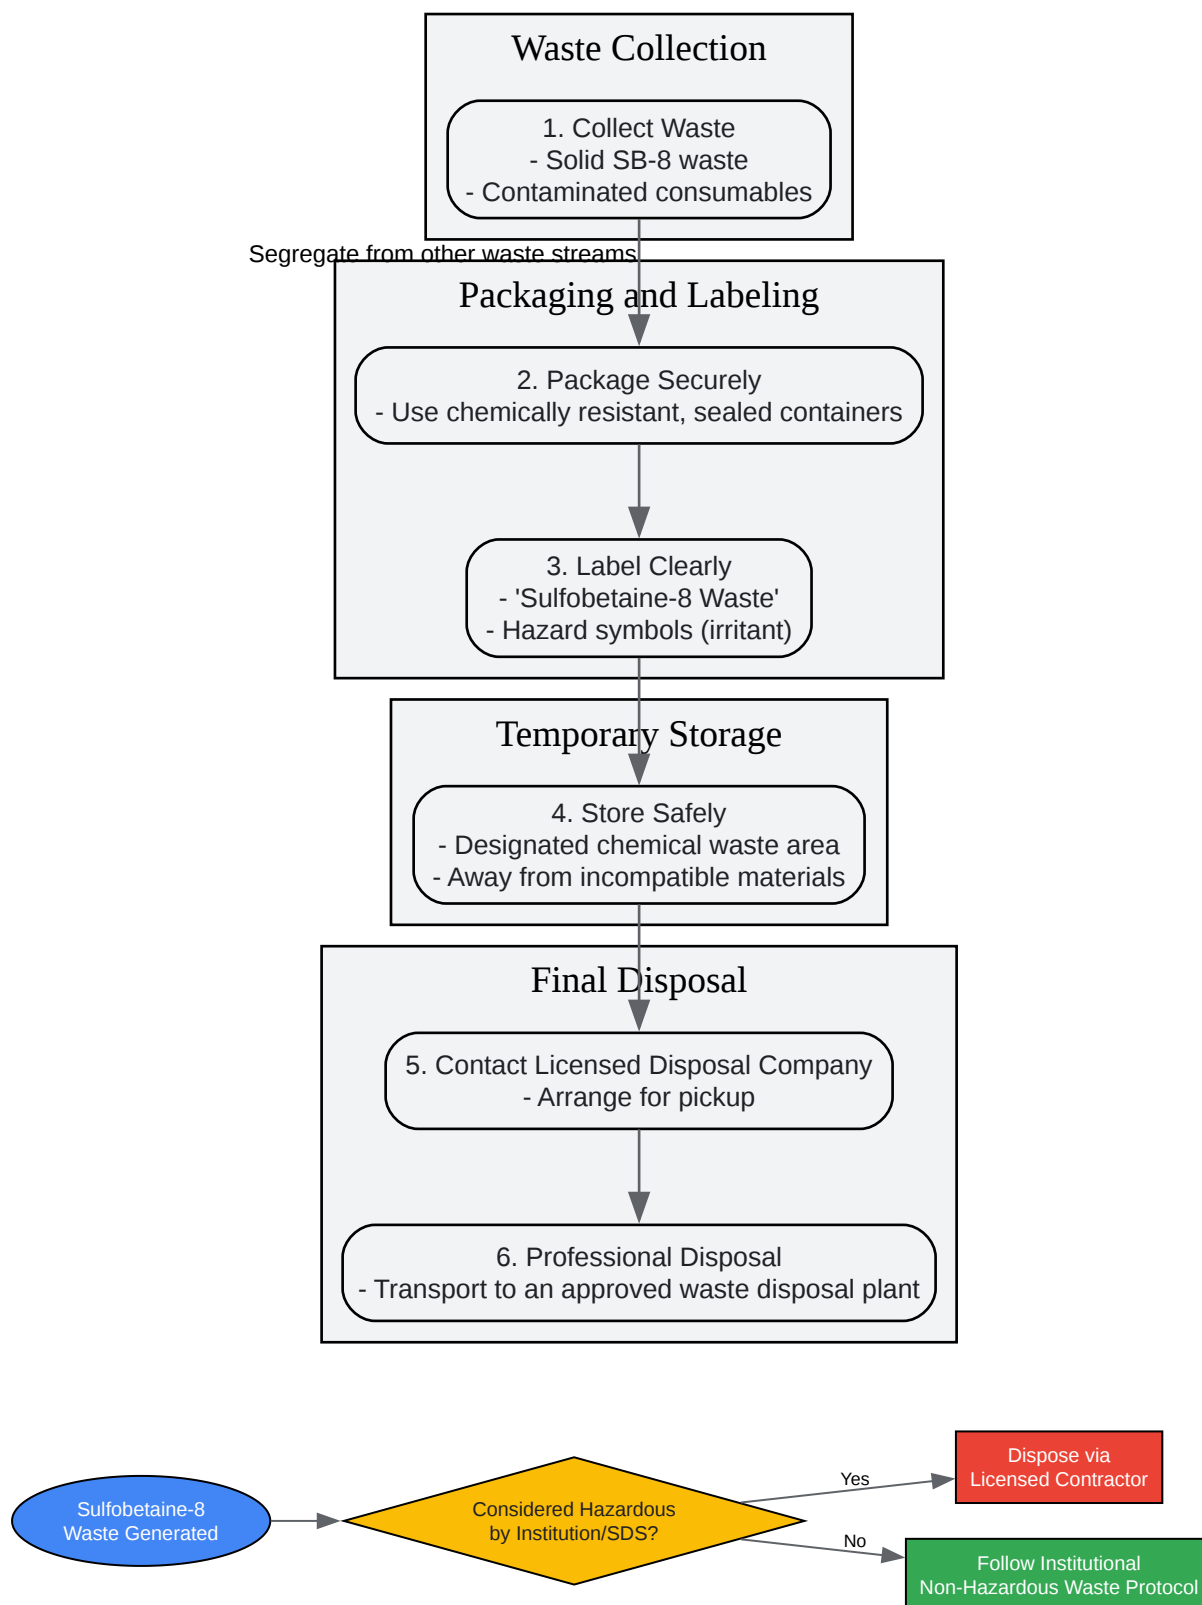 Waste Collection
1. Collect Waste
- Solid SB-8 waste
- Contaminated consumables
Segregate from other waste streams
Packaging and Labeling
2. Package Securely
- Use chemically resistant, sealed containers
3. Label Clearly
- 'Sulfobetaine-8 Waste'
- Hazard symbols (irritant)
Temporary Storage
4. Store Safely
- Designated chemical waste area
- Away from incompatible materials
Final Disposal
5. Contact Licensed Disposal Company
- Arrange for pickup
6. Professional Disposal
- Transport to an approved waste disposal plant
Sulfobetaine-8
Waste Generated
Considered Hazardous
by Institution/SDS?
Yes
Dispose via
Licensed Contractor
No
Follow Institutional
Non-Hazardous Waste Protocol